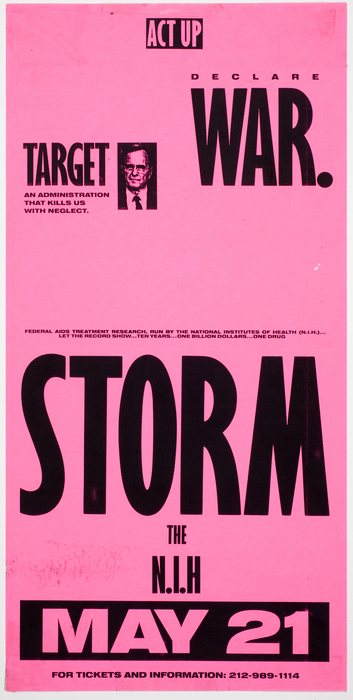 ACT UP
DECLARE
WAR.
TARGET
AN ADMINISTRATION
THAT KILLS US
WITH NEGLECT.
FEDERAL AIDS TREATMENT RESEARCH, RUN BY THE NATIONAL INSTITUTES OF HEALTH (N.I.H.)...
LET THE RECORD SHOW...TEN YEARS...ONE BILLION DOLLARS...ONE DRUG
STORM
THE
N.I.H
MAY 21
FOR TICKETS AND INFORMATION: 212-989-1114